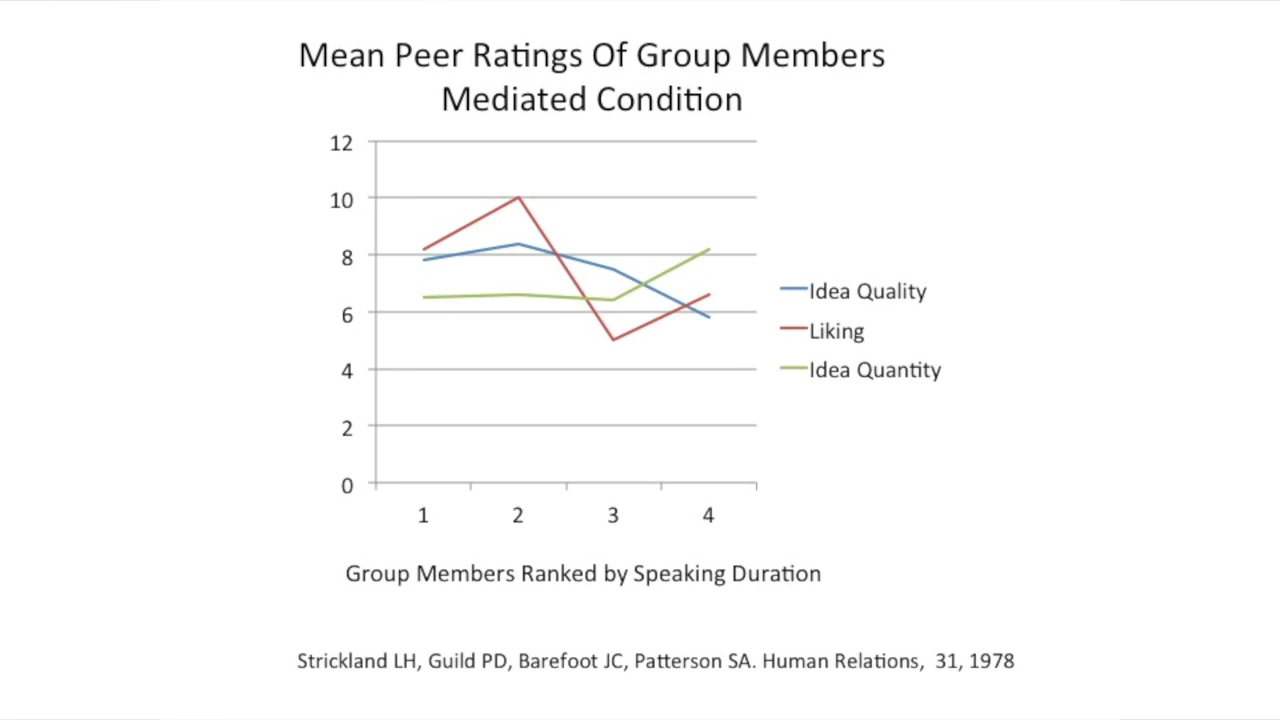 Mean Peer Ratings Of Group Members
Mediated Condition
12
10
8
6
4
2
0
1 2 3 4
Idea Quality
Liking
Idea Quantity
Group Members Ranked by Speaking Duration
Strickland LH, Guild PD, Barefoot JC, Patterson SA. Human Relations, 31, 1978